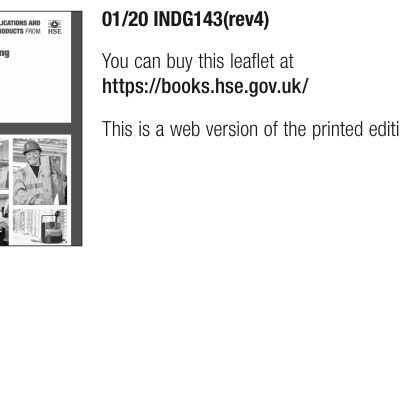 LICATIONS AND
RODUCTS FROM
HSE
ng
01/20 INDG143(rev4)
You can buy this leaflet at
https://books.hse.gov.uk/
This is a web version of the printed editi